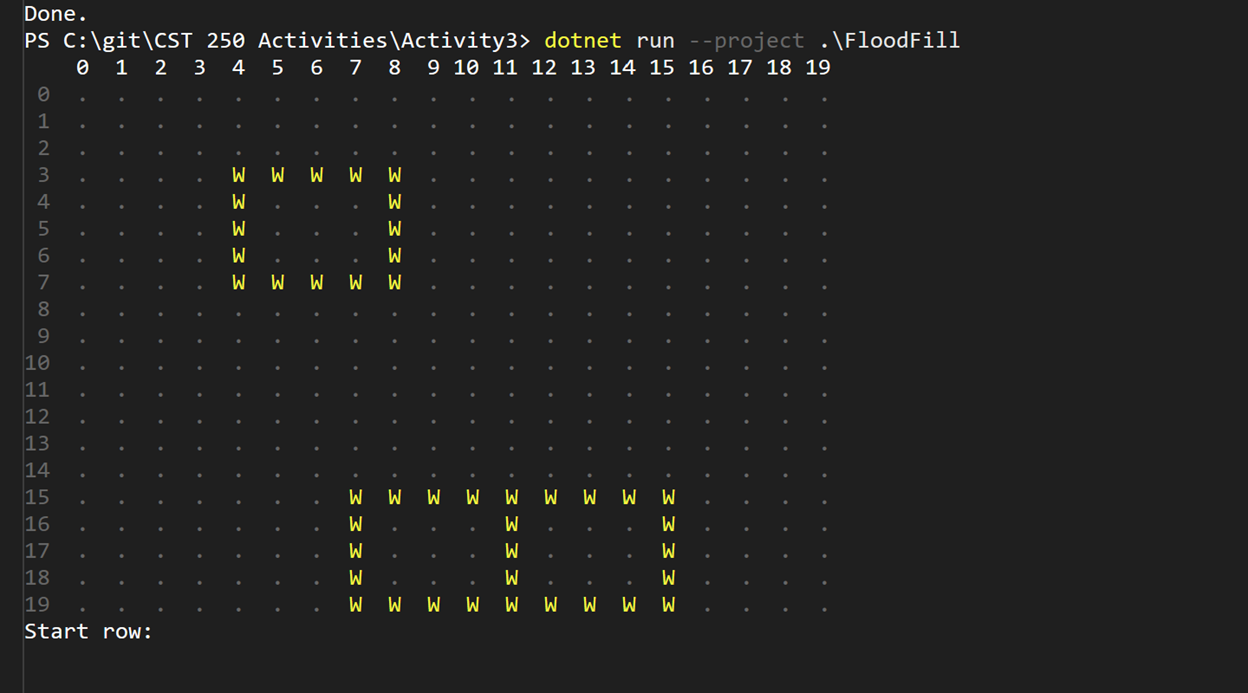 Done.
PS C:\git\CST 250 Activities\Activity3> dotnet run --project .\FloodFill
    0  1  2  3  4  5  6  7  8  9 10 11 12 13 14 15 16 17 18 19
 0  .  .  .  .  .  .  .  .  .  .  .  .  .  .  .  .  .  .  .  .
 1  .  .  .  .  .  .  .  .  .  .  .  .  .  .  .  .  .  .  .  .
 2  .  .  .  .  .  .  .  .  .  .  .  .  .  .  .  .  .  .  .  .
 3  .  .  .  .  W  W  W  W  W  .  .  .  .  .  .  .  .  .  .  .
 4  .  .  .  .  W  .  .  .  W  .  .  .  .  .  .  .  .  .  .  .
 5  .  .  .  .  W  .  .  .  W  .  .  .  .  .  .  .  .  .  .  .
 6  .  .  .  .  W  .  .  .  W  .  .  .  .  .  .  .  .  .  .  .
 7  .  .  .  .  W  W  W  W  W  .  .  .  .  .  .  .  .  .  .  .
 8  .  .  .  .  .  .  .  .  .  .  .  .  .  .  .  .  .  .  .  .
 9  .  .  .  .  .  .  .  .  .  .  .  .  .  .  .  .  .  .  .  .
10  .  .  .  .  .  .  .  .  .  .  .  .  .  .  .  .  .  .  .  .
11  .  .  .  .  .  .  .  .  .  .  .  .  .  .  .  .  .  .  .  .
12  .  .  .  .  .  .  .  .  .  .  .  .  .  .  .  .  .  .  .  .
13  .  .  .  .  .  .  .  .  .  .  .  .  .  .  .  .  .  .  .  .
14  .  .  .  .  .  .  .  .  .  .  .  .  .  .  .  .  .  .  .  .
15  .  .  .  .  .  .  .  W  W  W  W  W  W  W  W  W  .  .  .  .
16  .  .  .  .  .  .  .  W  .  .  .  W  .  .  .  W  .  .  .  .
17  .  .  .  .  .  .  .  W  .  .  .  W  .  .  .  W  .  .  .  .
18  .  .  .  .  .  .  .  W  .  .  .  W  .  .  .  W  .  .  .  .
19  .  .  .  .  .  .  .  W  W  W  W  W  W  W  W  W  .  .  .  .
Start row: